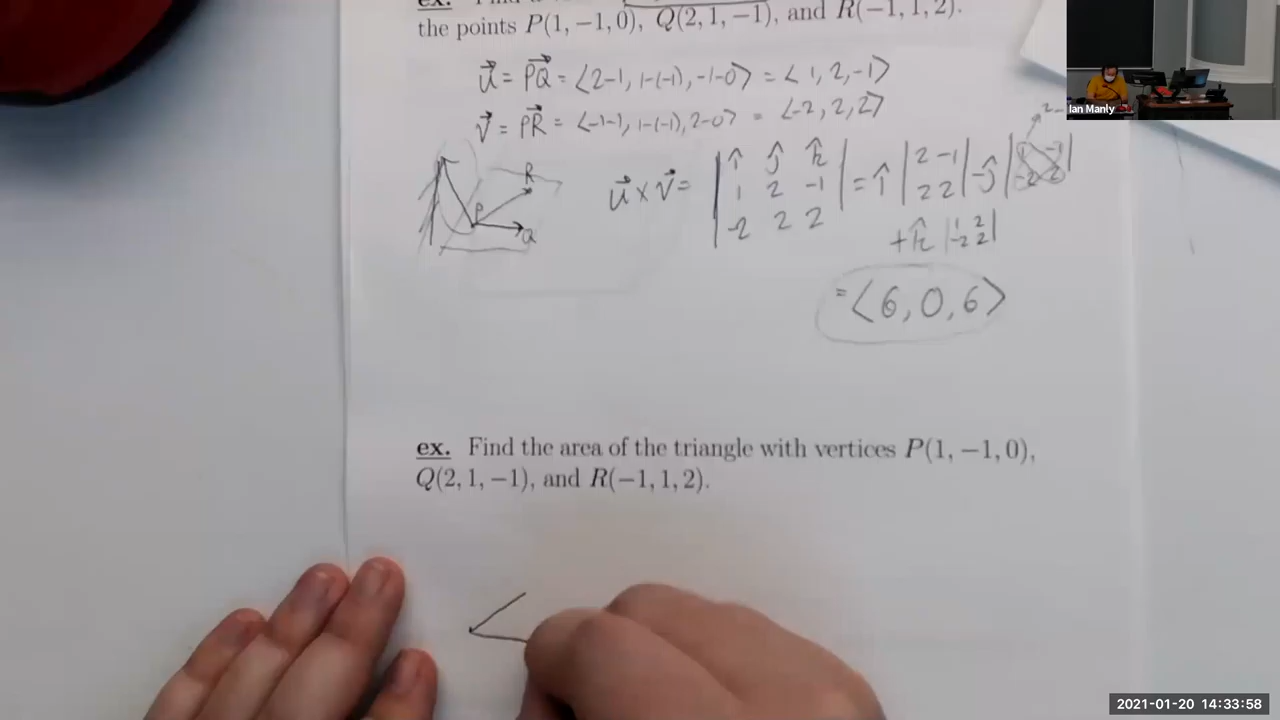 the points P(1, −1, 0), Q(2, 1, −1), and R(−1, 1, 2).
u⃗ = PQ⃗ = ⟨2-1, 1-(-1), -1-0⟩ = ⟨1, 2, -1⟩
v⃗ = PR⃗ = ⟨-1-1, 1-(-1), 2-0⟩ = ⟨-2, 2, 2⟩
R
P
Q
u⃗ × v⃗ = | î ĵ k̂ | = î | 2 -1 | - ĵ
1 2 -1
-2 2 2
2 2
+ k̂ | 1 2 |
-2 2
= ⟨6, 0, 6⟩
ex. Find the area of the triangle with vertices P(1, −1, 0),
Q(2, 1, −1), and R(−1, 1, 2).
Ian Manly
2021-01-20 14:33:58